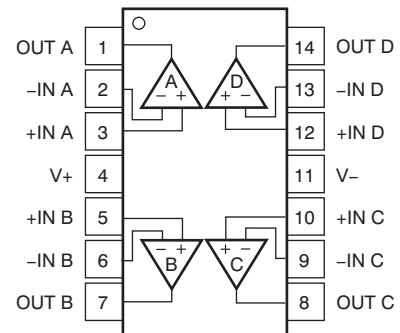 OUT A 1 14 OUT D
−IN A 2 A D 13 −IN D
− + + −
+IN A 3 12 +IN D
V+ 4 11 V−
+IN B 5 10 +IN C
− + + −
−IN B 6 B C 9 −IN C
OUT B 7 8 OUT C